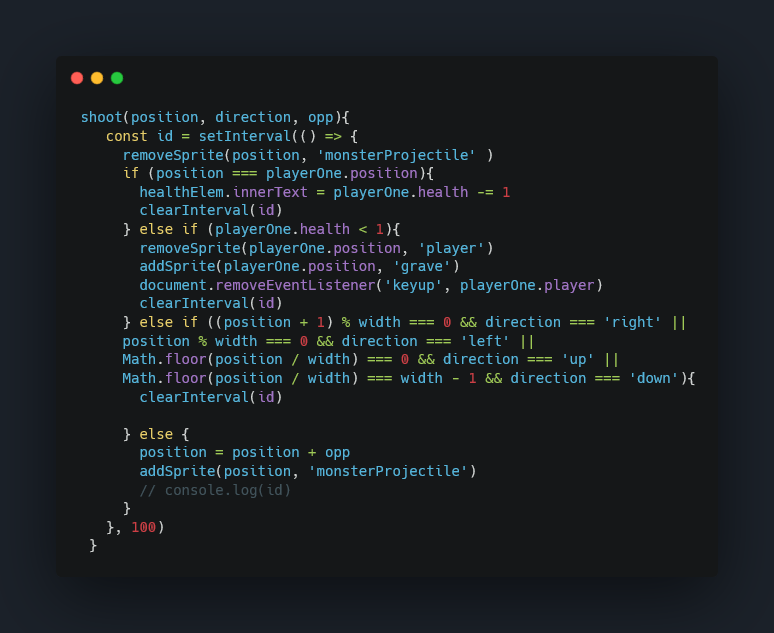 shoot(position, direction, opp){
const id = setInterval(() => {
removeSprite(position, 'monsterProjectile' )
if (position === playerOne.position){
healthElem.innerText = playerOne.health -= 1
clearInterval(id)
} else if (playerOne.health < 1){
removeSprite(playerOne.position, 'player')
addSprite(playerOne.position, 'grave')
document.removeEventListener('keyup', playerOne.player)
clearInterval(id)
} else if ((position + 1) % width === 0 && direction === 'right' ||
position % width === 0 && direction === 'left' ||
Math.floor(position / width) === 0 && direction === 'up' ||
Math.floor(position / width) === width - 1 && direction === 'down'){
clearInterval(id)
} else {
position = position + opp
addSprite(position, 'monsterProjectile')
// console.log(id)
}
}, 100)
}